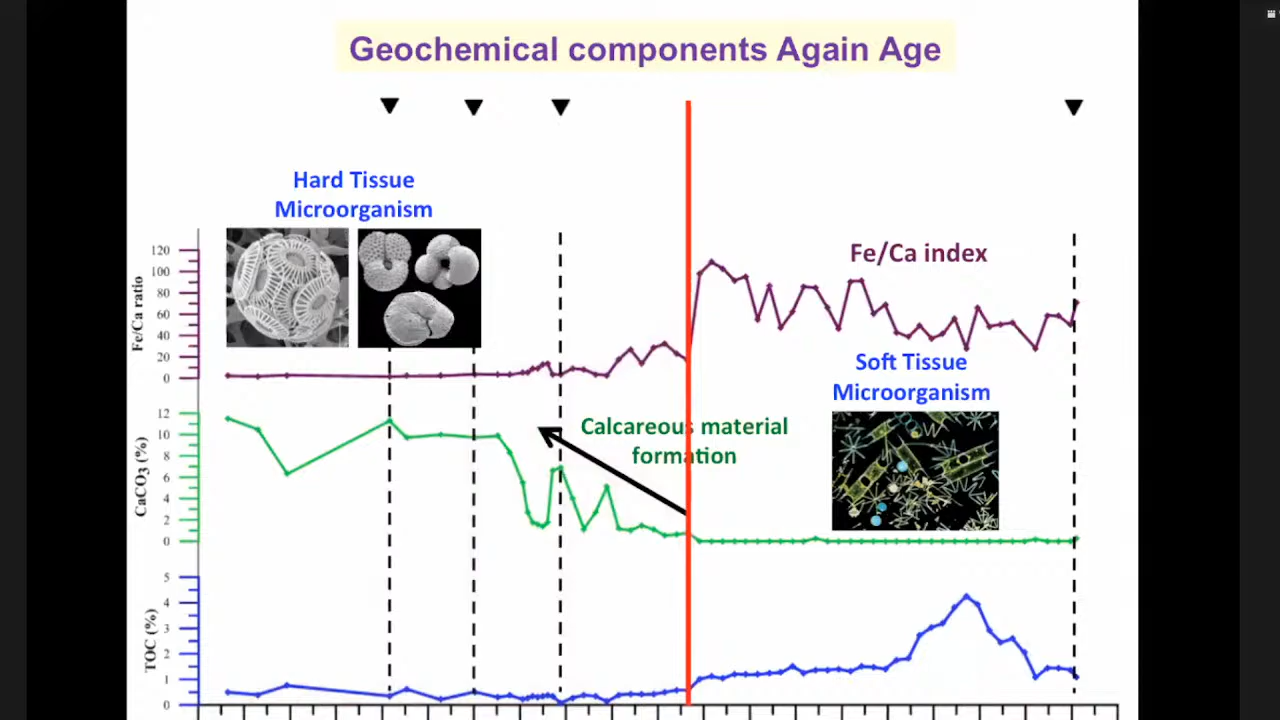 Geochemical components Again Age
Hard Tissue
Microorganism
Fe/Ca index
Fe/Ca ratio
120
100
80
60
40
20
0
Soft Tissue
Microorganism
Calcareous material
formation
CaCO3 (%)
12
10
8
6
4
2
0
TOC (%)
5
4
3
2
1
0